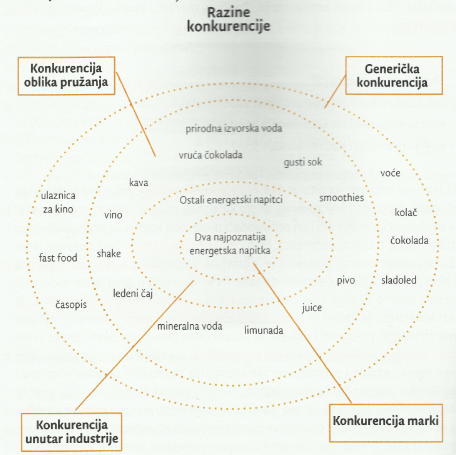 Razine
konkurencije
Konkurencija
oblika pružanja
Generička
konkurencija
prirodna izvorska voda
vruća čokolada
gusti sok
voće
kava
ulaznica
za kino
Ostali energetski napitci
smoothies
vino
kolač
Dva najpoznatija
energetska napitka
čokolada
shake
fast food
pivo
sladoled
ledeni čaj
časopis
juice
mineralna voda
limunada
Konkurencija
unutar industrije
Konkurencija marki